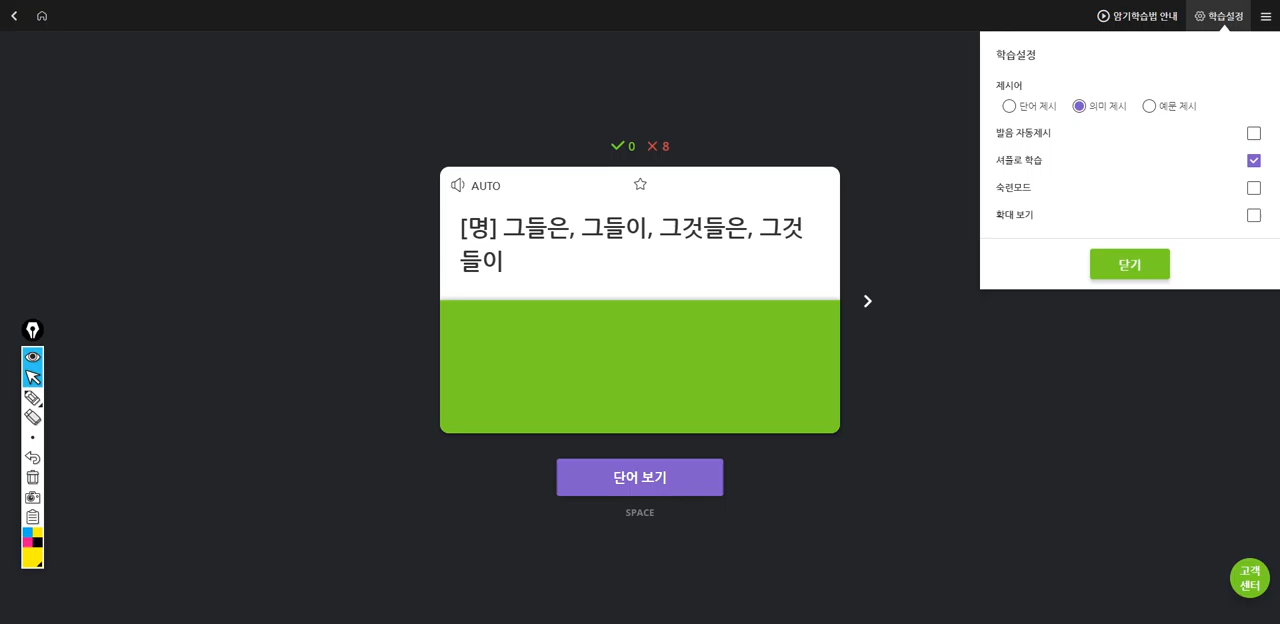 암기학습법 안내
학습설정
학습설정
제시어
단어 제시
의미 제시
예문 제시
발음 자동제시
셔플로 학습
숙련모드
확대 보기
닫기
0
8
AUTO
[명] 그들은, 그들이, 그것들은, 그것
들이
단어 보기
SPACE
고객
센터